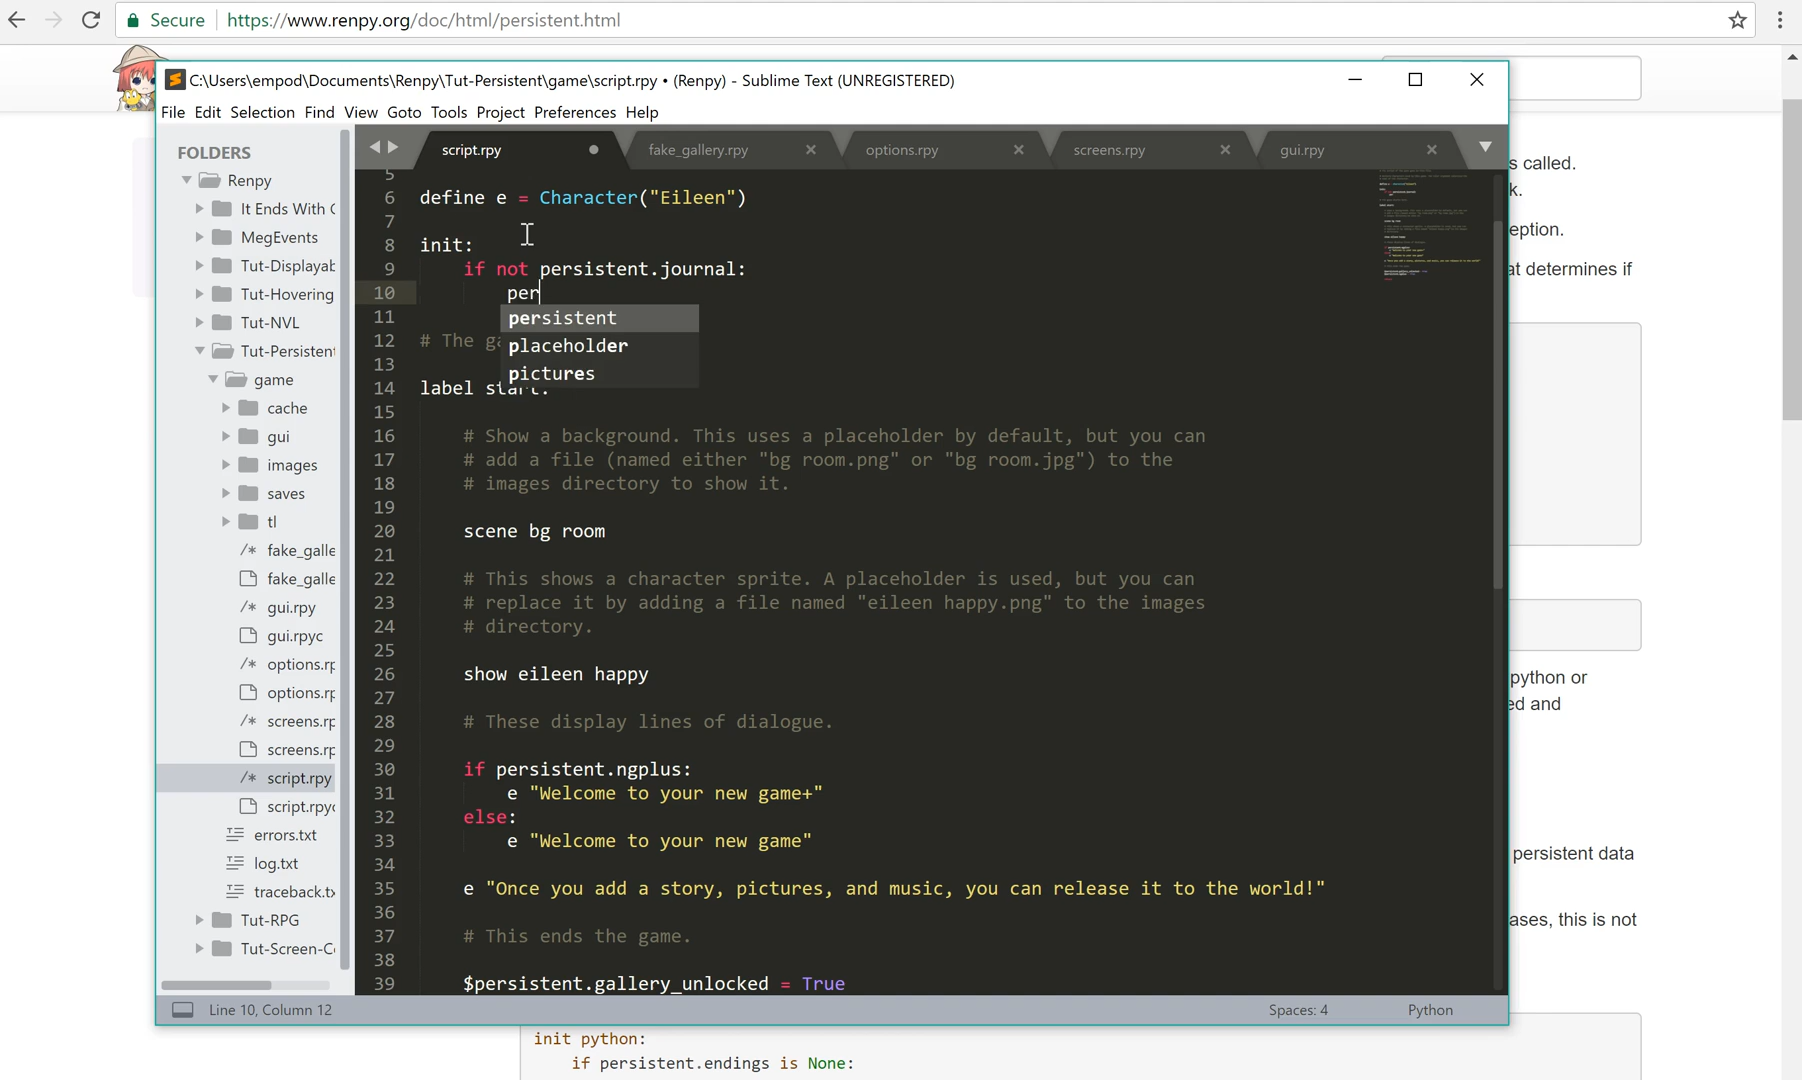 Secure https://www.renpy.org/doc/html/persistent.html
C:\Users\empod\Documents\Renpy\Tut-Persistent\game\script.rpy • (Renpy) - Sublime Text (UNREGISTERED)
File Edit Selection Find View Goto Tools Project Preferences Help
FOLDERS
Renpy
It Ends With
MegEvents
Tut-Displayab
Tut-Hovering
Tut-NVL
Tut-Persistent
game
cache
gui
images
saves
tl
/* fake_galle
fake_galle
/* gui.rpy
gui.rpyc
/* options.rp
options.rp
/* screens.rp
screens.rp
/* script.rpy
script.rpyc
errors.txt
log.txt
traceback.tx
Tut-RPG
Tut-Screen-Co
script.rpy fake_gallery.rpy options.rpy screens.rpy gui.rpy
5
6 define e = Character("Eileen")
7
8 init:
9 if not persistent.journal:
10 per
persistent
placeholder
pictures
11
12 # The ga
13
14 label start:
15
16 # Show a background. This uses a placeholder by default, but you can
17 # add a file (named either "bg room.png" or "bg room.jpg") to the
18 # images directory to show it.
19
20 scene bg room
21
22 # This shows a character sprite. A placeholder is used, but you can
23 # replace it by adding a file named "eileen happy.png" to the images
24 # directory.
25
26 show eileen happy
27
28 # These display lines of dialogue.
29
30 if persistent.ngplus:
31 e "Welcome to your new game+"
32 else:
33 e "Welcome to your new game"
34
35 e "Once you add a story, pictures, and music, you can release it to the world!"
36
37 # This ends the game.
38
39 $persistent.gallery_unlocked = True
Line 10, Column 12 Spaces: 4 Python
s called.
k.
eption.
at determines if
python or
ed and
persistent data
ases, this is not
init python:
if persistent.endings is None: